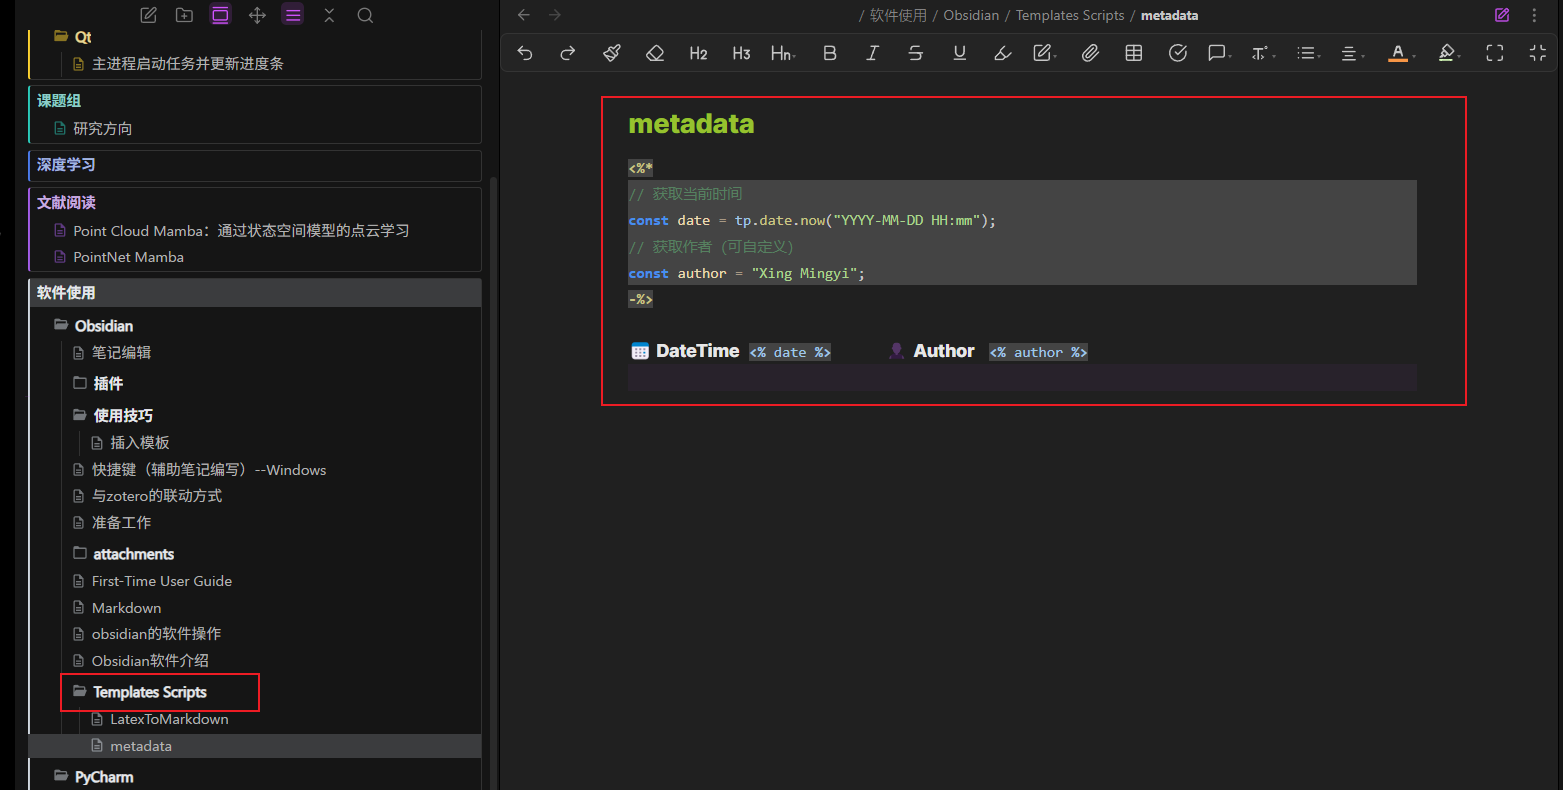 Qt
主进程启动任务并更新进度条
课题组
研究方向
深度学习
文献阅读
Point Cloud Mamba：通过状态空间模型的点云学习
PointNet Mamba
软件使用
Obsidian
笔记编辑
插件
使用技巧
插入模板
快捷键（辅助笔记编写）--Windows
与zotero的联动方式
准备工作
attachments
First-Time User Guide
Markdown
obsidian的软件操作
Obsidian软件介绍
Templates Scripts
LatexToMarkdown
metadata
PyCharm
/ 软件使用 / Obsidian / Templates Scripts / metadata
H2 H3 Hn B I S U T A
metadata
<%*
// 获取当前时间
const date = tp.date.now("YYYY-MM-DD HH:mm");
// 获取作者（可自定义）
const author = "Xing Mingyi";
-%>
DateTime <% date %> Author <% author %>